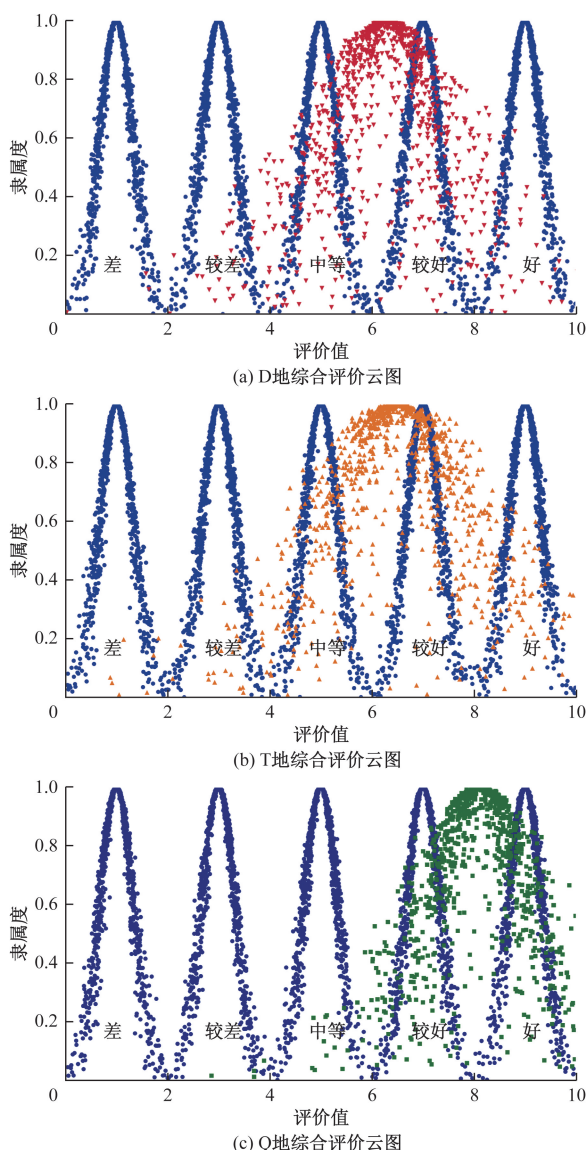 1.0
0.8
0.6
0.4
0.2
隶属度
差 较差 中等 较好 好
0 2 4 6 8 10
评价值
(a) D地综合评价云图
1.0
0.8
0.6
0.4
0.2
隶属度
差 较差 中等 较好 好
0 2 4 6 8 10
评价值
(b) T地综合评价云图
1.0
0.8
0.6
0.4
0.2
隶属度
差 较差 中等 较好 好
0 2 4 6 8 10
评价值
(c) Q地综合评价云图